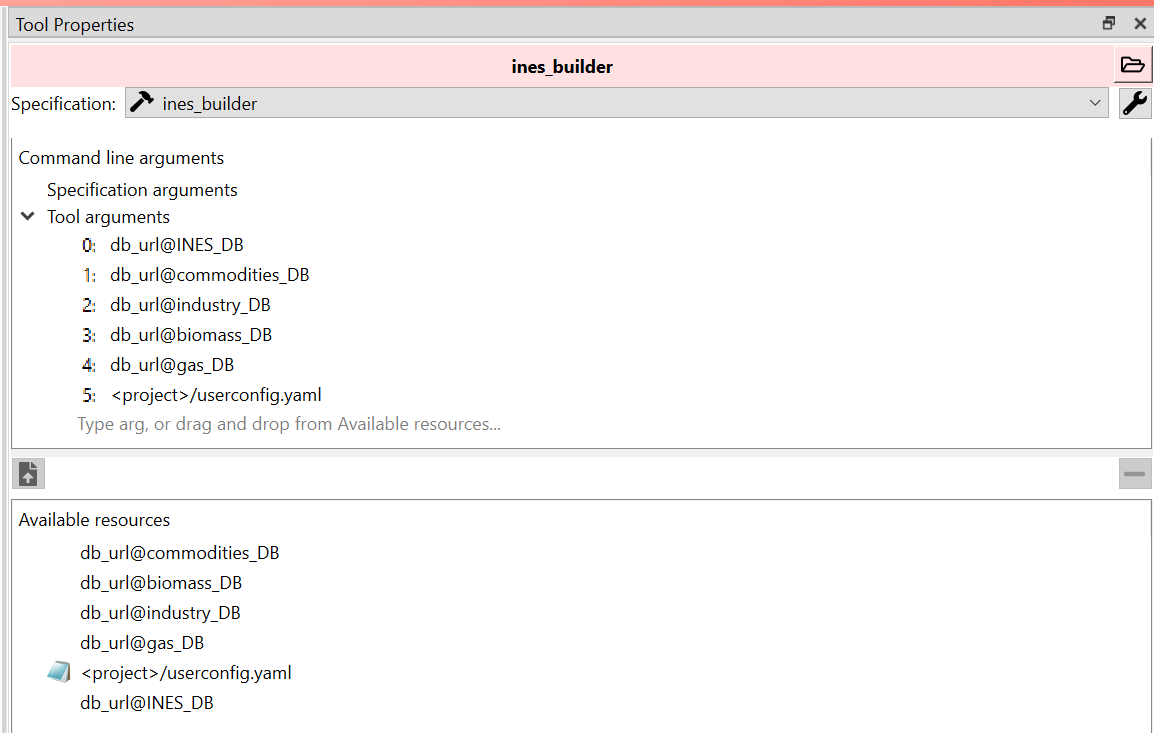 Tool Properties
ines_builder
Specification: ines_builder
Command line arguments
Specification arguments
Tool arguments
0: db_url@INES_DB
1: db_url@commodities_DB
2: db_url@industry_DB
3: db_url@biomass_DB
4: db_url@gas_DB
5: <project>/userconfig.yaml
Type arg, or drag and drop from Available resources...
Available resources
db_url@commodities_DB
db_url@biomass_DB
db_url@industry_DB
db_url@gas_DB
<project>/userconfig.yaml
db_url@INES_DB